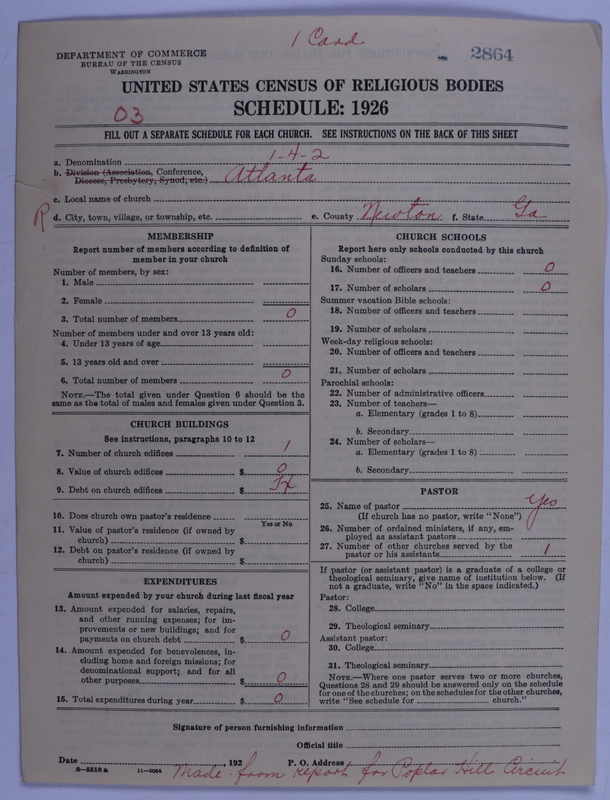 1 Card
2864
DEPARTMENT OF COMMERCE
BUREAU OF THE CENSUS
WASHINGTON
UNITED STATES CENSUS OF RELIGIOUS BODIES
03
SCHEDULE: 1926
FILL OUT A SEPARATE SCHEDULE FOR EACH CHURCH. SEE INSTRUCTIONS ON THE BACK OF THIS SHEET
a. Denomination 1-4-2
b. Division (Association, Conference, Diocese, Presbytery, Synod, etc.) Atlanta
c. Local name of church
R d. City, town, village, or township, etc. e. County Newton f. State Ga
MEMBERSHIP
Report number of members according to definition of
member in your church
Number of members, by sex:
1. Male
2. Female
3. Total number of members 0
Number of members under and over 13 years old:
4. Under 13 years of age
5. 13 years old and over
6. Total number of members 0
NOTE.—The total given under Question 6 should be the
same as the total of males and females given under Question 3.
CHURCH BUILDINGS
See instructions, paragraphs 10 to 12
7. Number of church edifices 1
8. Value of church edifices $ 0
9. Debt on church edifices $ Fx
10. Does church own pastor's residence
Yes or No
11. Value of pastor's residence (if owned by
church) $
12. Debt on pastor's residence (if owned by
church) $
EXPENDITURES
Amount expended by your church during last fiscal year
13. Amount expended for salaries, repairs,
and other running expenses; for im-
provements or new buildings; and for
payments on church debt $ 0
14. Amount expended for benevolences, in-
cluding home and foreign missions; for
denominational support; and for all
other purposes $ 0
15. Total expenditures during year $ 0
CHURCH SCHOOLS
Report here only schools conducted by this church
Sunday schools:
16. Number of officers and teachers 0
17. Number of scholars 0
Summer vacation Bible schools:
18. Number of officers and teachers
19. Number of scholars
Week-day religious schools:
20. Number of officers and teachers
21. Number of scholars
Parochial schools:
22. Number of administrative officers
23. Number of teachers—
a. Elementary (grades 1 to 8)
b. Secondary
24. Number of scholars—
a. Elementary (grades 1 to 8)
b. Secondary
PASTOR
25. Name of pastor Yes
(If church has no pastor, write "None")
26. Number of ordained ministers, if any, em-
ployed as assistant pastors
27. Number of other churches served by the
pastor or his assistants 1
If pastor (or assistant pastor) is a graduate of a college or
theological seminary, give name of institution below. (If
not a graduate, write "No" in the space indicated.)
Pastor:
28. College
29. Theological seminary
Assistant pastor:
30. College
31. Theological seminary
NOTE.—Where one pastor serves two or more churches,
Questions 28 and 29 should be answered only on the schedule
for one of the churches; on the schedules for the other churches,
write "See schedule for church."
Signature of person furnishing information
Official title
Date , 192 P. O. Address
8—5518 a 11—9034 Made from report for Poplar Hill Circuit